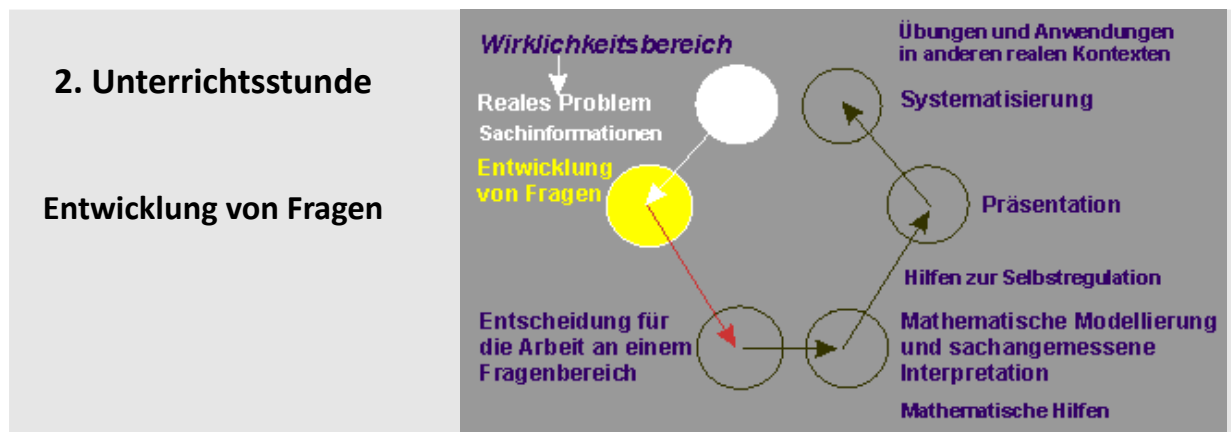 2. Unterrichtsstunde
Entwicklung von Fragen
Wirklichkeitsbereich
Reales Problem
Sachinformationen
Entwicklung
von Fragen
Entscheidung für
die Arbeit an einem
Fragenbereich
Übungen und Anwendungen
in anderen realen Kontexten
Systematisierung
Präsentation
Hilfen zur Selbstregulation
Mathematische Modellierung
und sachangemessene
Interpretation
Mathematische Hilfen